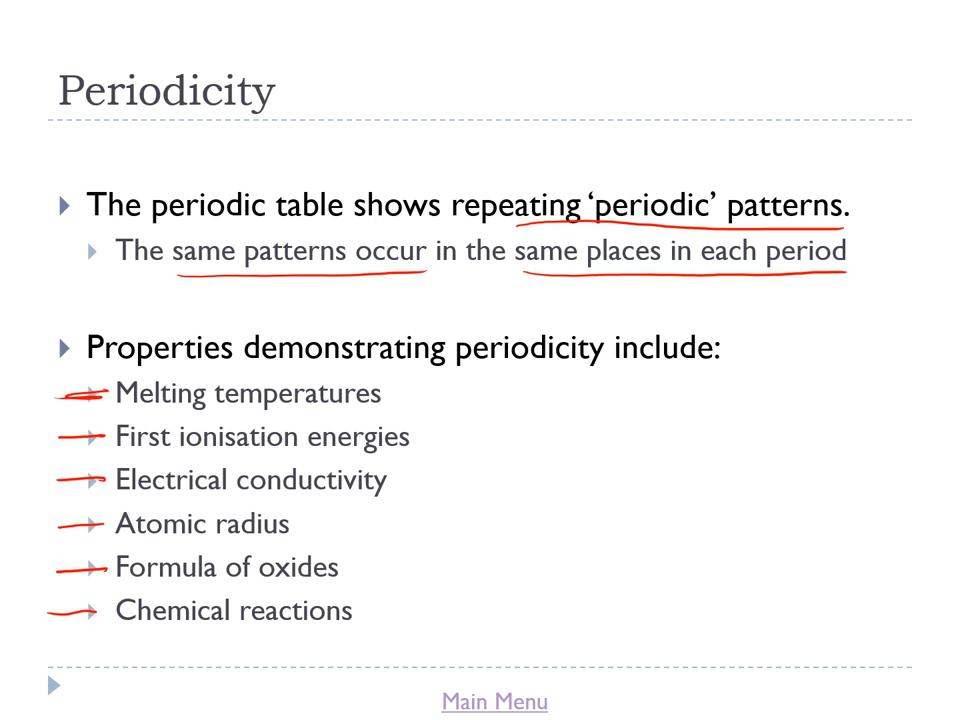 Periodicity
The periodic table shows repeating ‘periodic’ patterns.
The same patterns occur in the same places in each period
Properties demonstrating periodicity include:
Melting temperatures
First ionisation energies
Electrical conductivity
Atomic radius
Formula of oxides
Chemical reactions
Main Menu